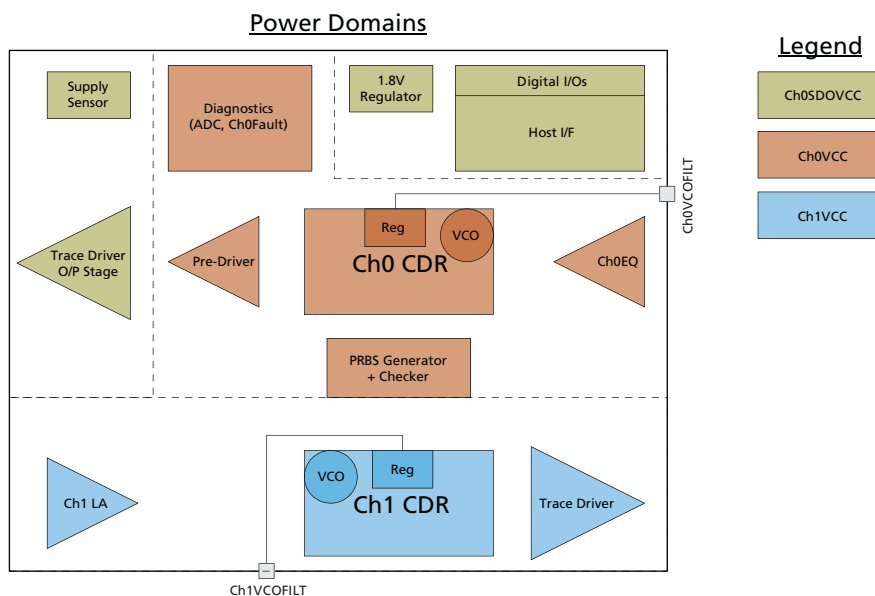 Power Domains
Legend
Supply
Sensor
Diagnostics
(ADC, Ch0Fault)
1.8V
Regulator
Digital I/Os
Host I/F
Ch0SDOVCC
Ch0VCC
Ch1VCC
Ch0VCOFILT
Trace Driver
O/P Stage
Pre-Driver
Reg
VCO
Ch0 CDR
Ch0EQ
PRBS Generator
+ Checker
Ch1 LA
VCO
Reg
Ch1 CDR
Trace Driver
Ch1VCOFILT